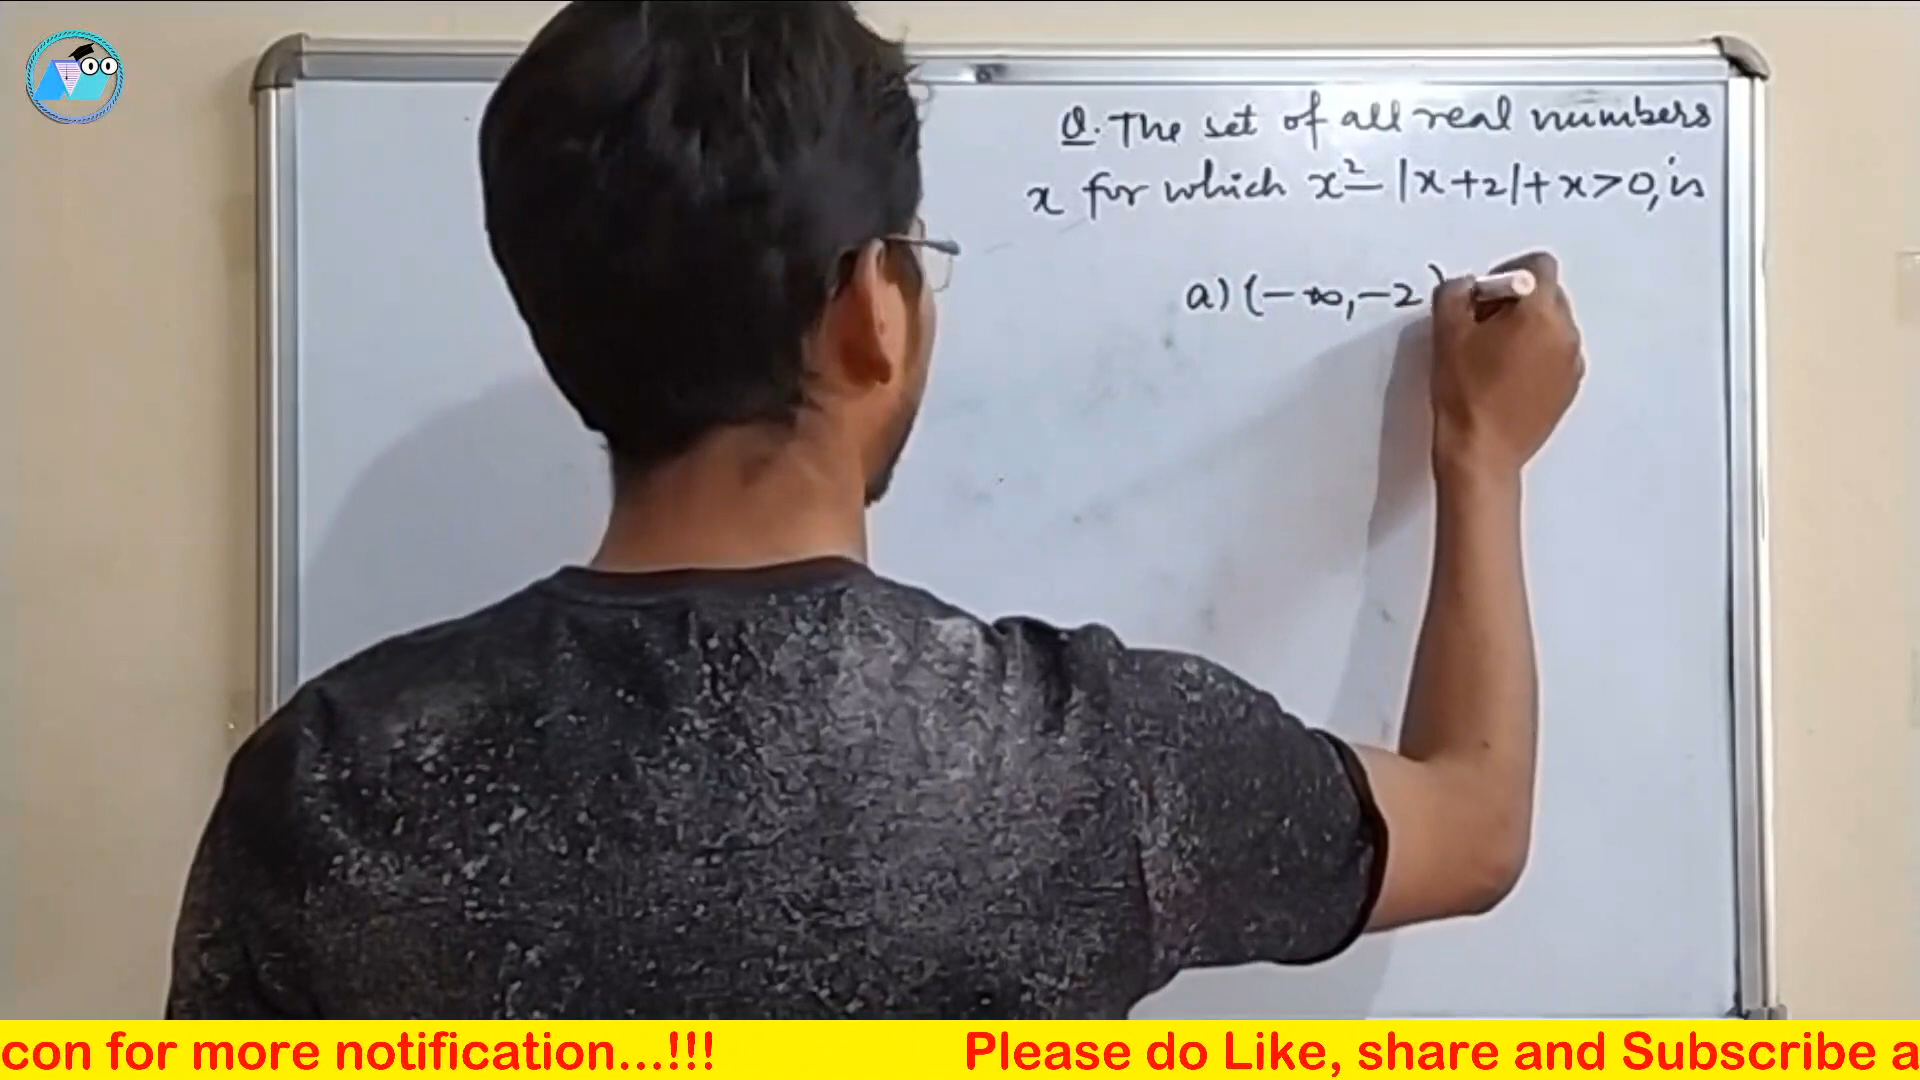 Q. The set of all real numbers
x for which x² - |x+2| + x > 0, is
a) (-∞, -2)
con for more notification...!!! Please do Like, share and Subscribe a